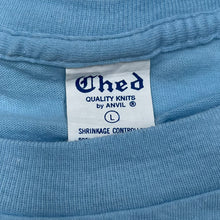 Ched
QUALITY KNITS
by ANVIL ®
L
SHRINKAGE CONTROL